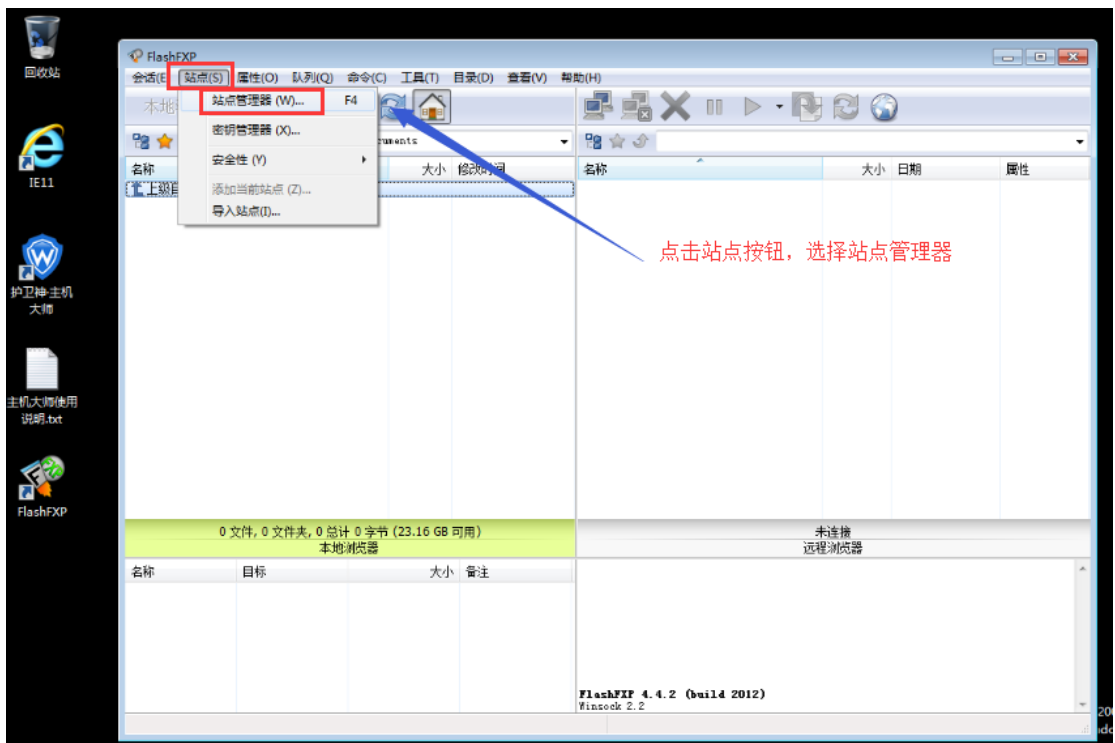 回收站
IE11
护卫神·主机
大师
主机大师使用
说明.txt
FlashFXP
FlashFXP
会话(E 站点(S) 属性(O) 队列(Q) 命令(C) 工具(T) 目录(D) 查看(V) 帮助(H)
本地
站点管理器 (W)... F4
密钥管理器 (X)...
安全性 (Y)
添加当前站点 (Z)...
导入站点(I)...
名称 大小 修改时间
上级目
名称 大小 日期 属性
点击站点按钮，选择站点管理器
0 文件, 0 文件夹, 0 总计 0 字节 (23.16 GB 可用)
本地浏览器
未连接
远程浏览器
名称 目标 大小 备注
FlashFXP 4.4.2 (build 2012)
Winsock 2.2